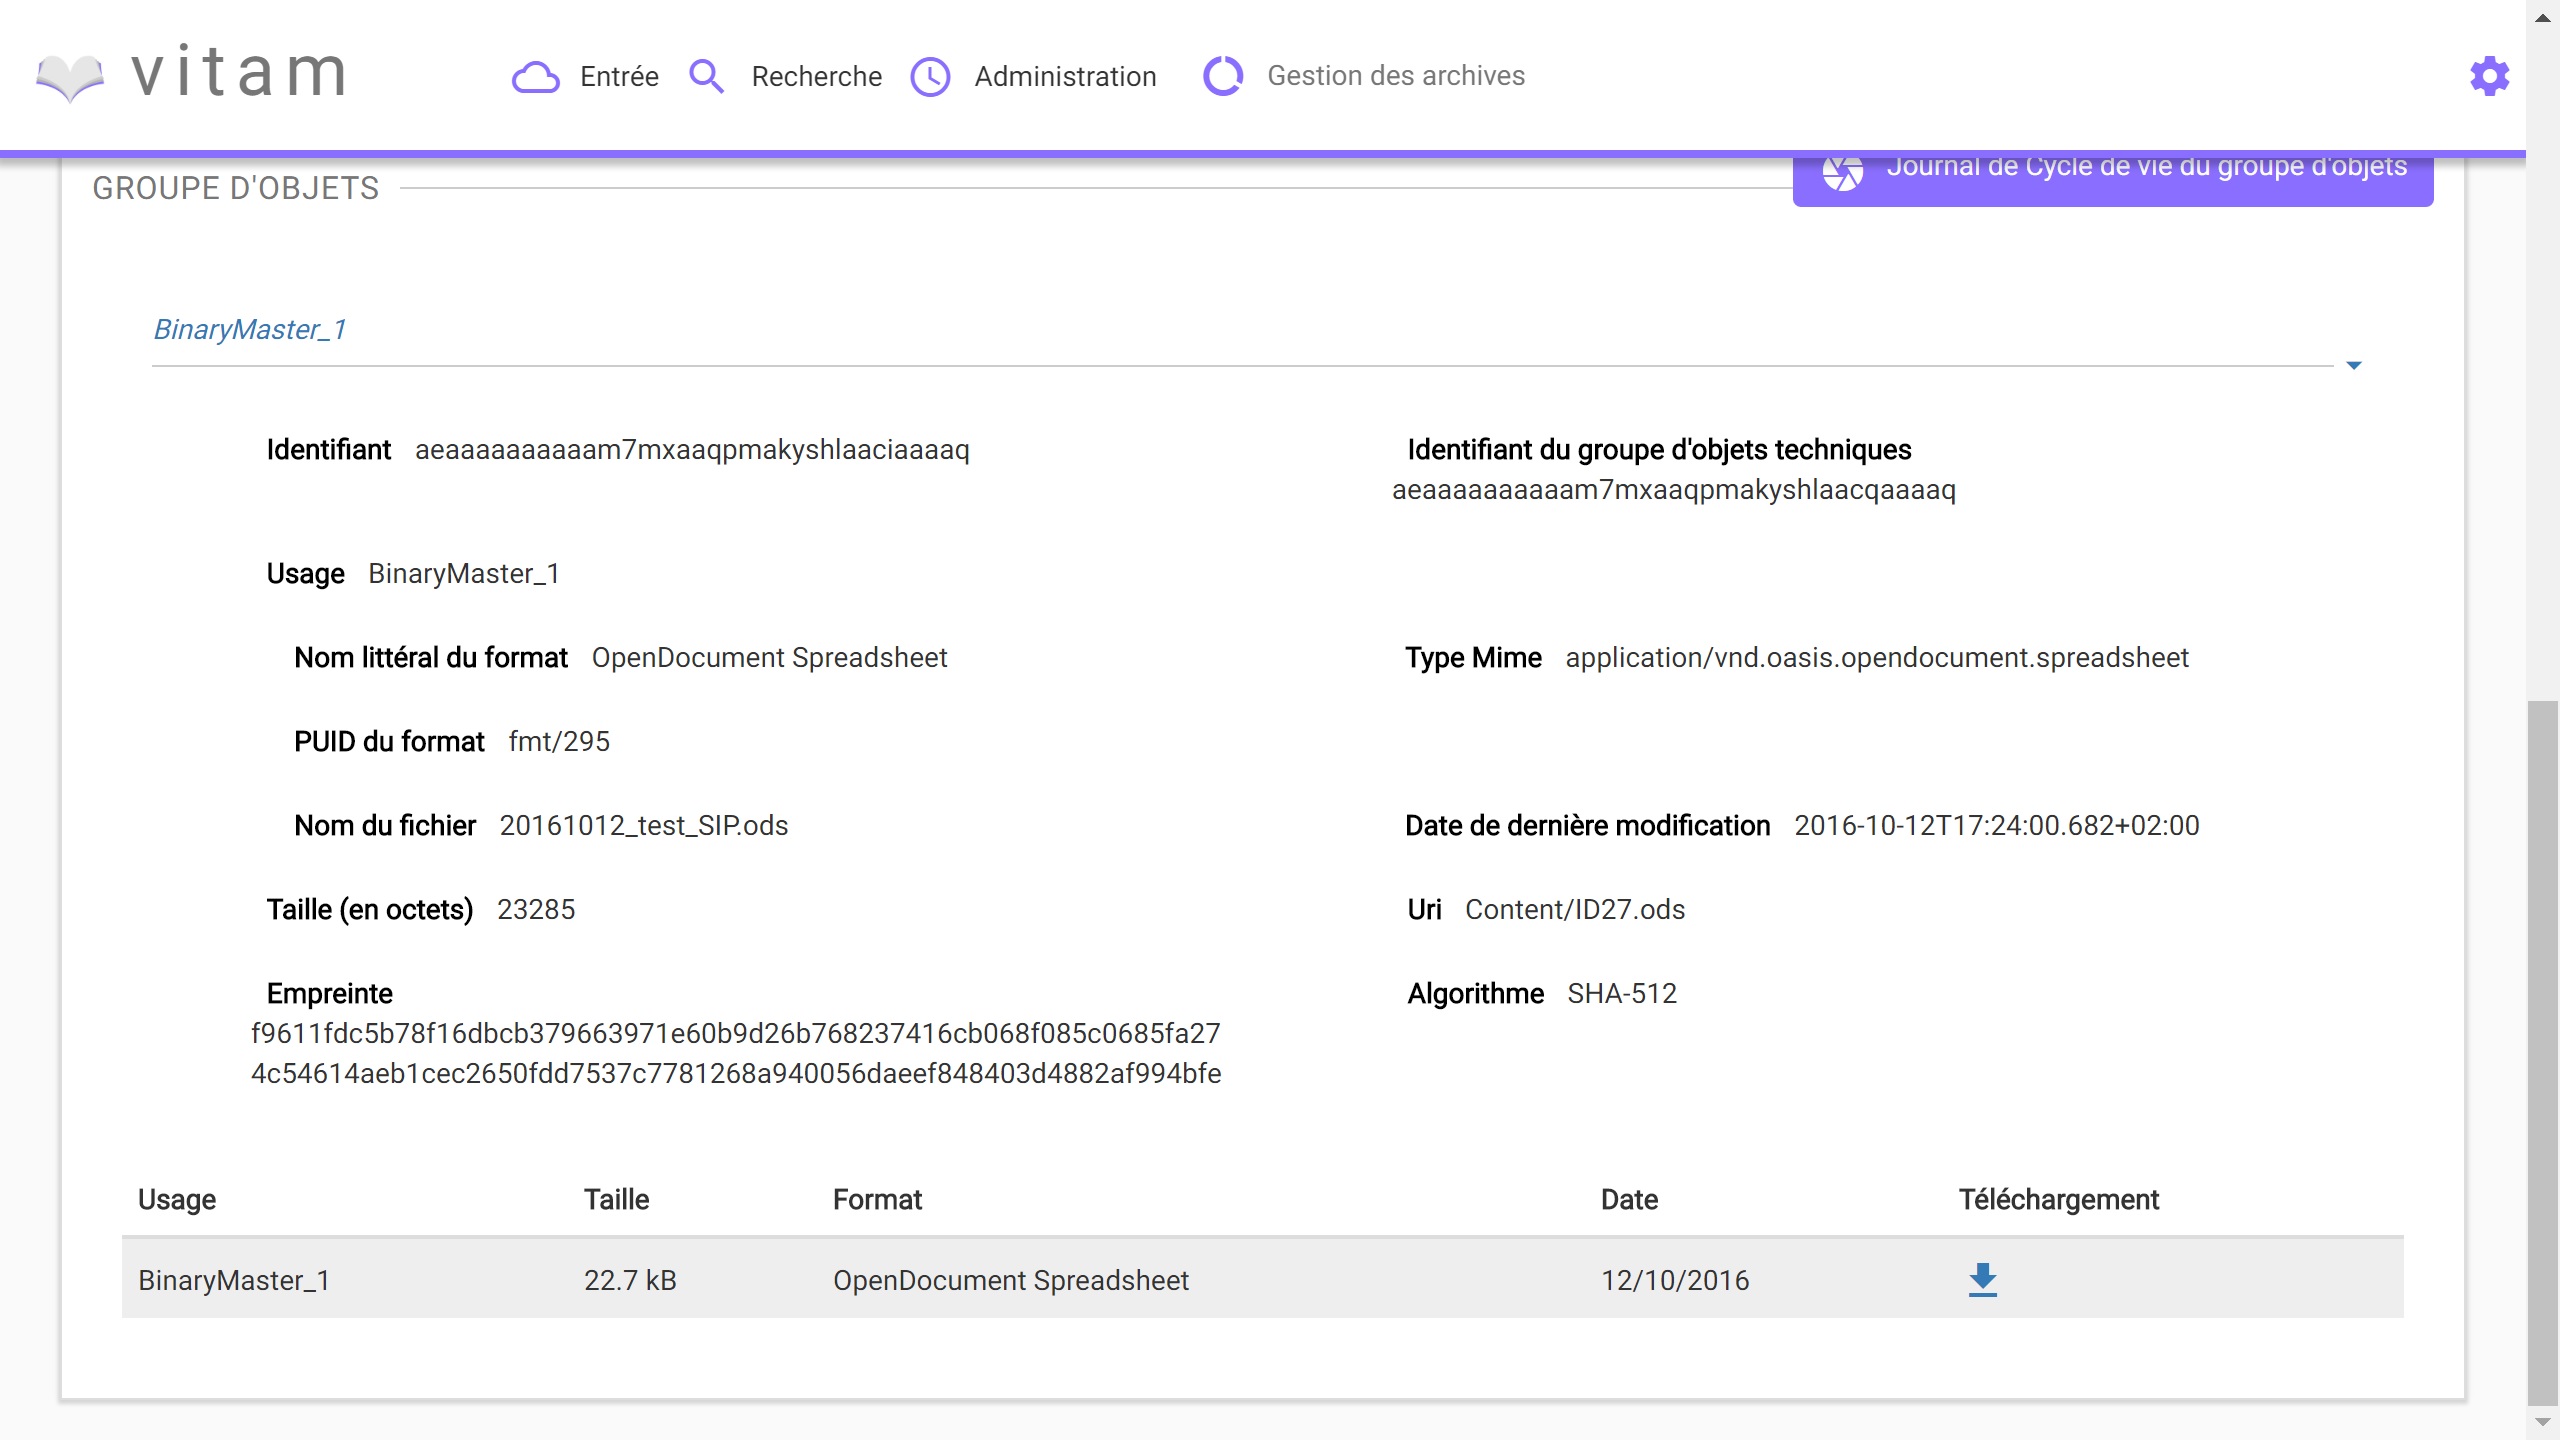 vitam
Entrée Recherche Administration Gestion des archives
GROUPE D'OBJETS Journal de Cycle de vie du groupe d'objets
BinaryMaster_1
Identifiant aeaaaaaaaaaam7mxaaqpmakyshlaaciaaaaq Identifiant du groupe d'objets techniques
aeaaaaaaaaaam7mxaaqpmakyshlaacqaaaaq
Usage BinaryMaster_1
Nom littéral du format OpenDocument Spreadsheet Type Mime application/vnd.oasis.opendocument.spreadsheet
PUID du format fmt/295
Nom du fichier 20161012_test_SIP.ods Date de dernière modification 2016-10-12T17:24:00.682+02:00
Taille (en octets) 23285 Uri Content/ID27.ods
Empreinte Algorithme SHA-512
f9611fdc5b78f16dbcb379663971e60b9d26b768237416cb068f085c0685fa27
4c54614aeb1cec2650fdd7537c7781268a940056daeef848403d4882af994bfe
Usage Taille Format Date Téléchargement
BinaryMaster_1 22.7 kB OpenDocument Spreadsheet 12/10/2016